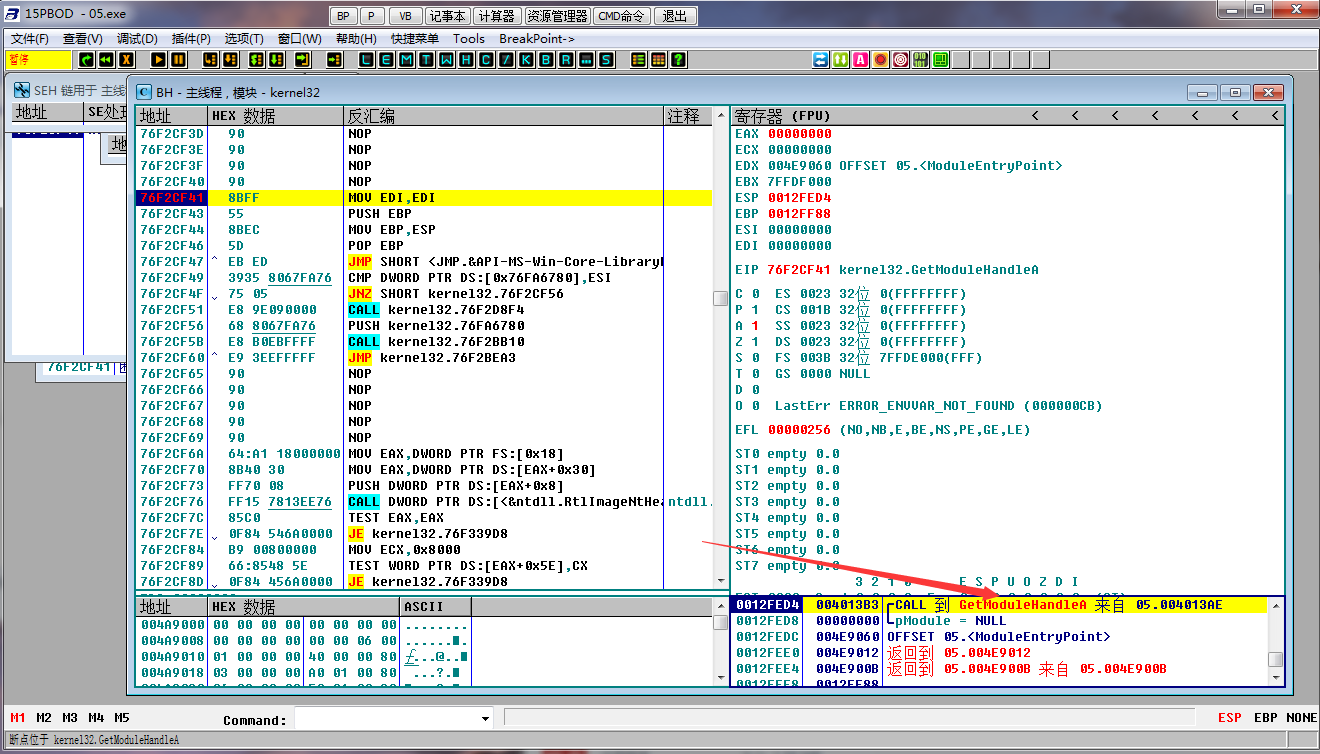 15PBOD - 05.exe
BP P VB 记事本 计算器 资源管理器 CMD命令 退出
文件(F) 查看(V) 调试(D) 插件(P) 选项(T) 窗口(W) 帮助(H) 快捷菜单 Tools BreakPoint->
暂停 L E M T W H C / K B R ... S ? A
SEH 链用于 主线
地址 SE处理
76F2CF41
BH - 主线程 , 模块 - kernel32
地址 HEX 数据 反汇编 注释
76F2CF3D 90 NOP
76F2CF3E 90 NOP
76F2CF3F 90 NOP
76F2CF40 90 NOP
76F2CF41 8BFF MOV EDI,EDI
76F2CF43 55 PUSH EBP
76F2CF44 8BEC MOV EBP,ESP
76F2CF46 5D POP EBP
76F2CF47 ^ EB ED JMP SHORT <JMP.&API-MS-Win-Core-Library
76F2CF49 3935 8067FA76 CMP DWORD PTR DS:[0x76FA6780],ESI
76F2CF4F 75 05 JNZ SHORT kernel32.76F2CF56
76F2CF51 E8 9E090000 CALL kernel32.76F2D8F4
76F2CF56 68 8067FA76 PUSH kernel32.76FA6780
76F2CF5B E8 B0EBFFFF CALL kernel32.76F2BB10
76F2CF60 ^ E9 3EEFFFFF JMP kernel32.76F2BEA3
76F2CF65 90 NOP
76F2CF66 90 NOP
76F2CF67 90 NOP
76F2CF68 90 NOP
76F2CF69 90 NOP
76F2CF6A 64:A1 18000000 MOV EAX,DWORD PTR FS:[0x18]
76F2CF70 8B40 30 MOV EAX,DWORD PTR DS:[EAX+0x30]
76F2CF73 FF70 08 PUSH DWORD PTR DS:[EAX+0x8]
76F2CF76 FF15 7813EE76 CALL DWORD PTR DS:[<&ntdll.RtlImageNtHea ntdll.
76F2CF7C 85C0 TEST EAX,EAX
76F2CF7E 0F84 546A0000 JE kernel32.76F339D8
76F2CF84 B9 00800000 MOV ECX,0x8000
76F2CF89 66:8548 5E TEST WORD PTR DS:[EAX+0x5E],CX
76F2CF8D 0F84 456A0000 JE kernel32.76F339D8
寄存器 (FPU) < < < < < < <
EAX 00000000
ECX 00000000
EDX 004E9060 OFFSET 05.<ModuleEntryPoint>
EBX 7FFDF000
ESP 0012FED4
EBP 0012FF88
ESI 00000000
EDI 00000000
EIP 76F2CF41 kernel32.GetModuleHandleA
C 0 ES 0023 32位 0(FFFFFFFF)
P 1 CS 001B 32位 0(FFFFFFFF)
A 1 SS 0023 32位 0(FFFFFFFF)
Z 1 DS 0023 32位 0(FFFFFFFF)
S 0 FS 003B 32位 7FFDE000(FFF)
T 0 GS 0000 NULL
D 0
O 0 LastErr ERROR_ENVVAR_NOT_FOUND (000000CB)
EFL 00000256 (NO,NB,E,BE,NS,PE,GE,LE)
ST0 empty 0.0
ST1 empty 0.0
ST2 empty 0.0
ST3 empty 0.0
ST4 empty 0.0
ST5 empty 0.0
ST6 empty 0.0
ST7 empty 0.0
3 2 1 0 E S P U O Z D I
地址 HEX 数据 ASCII
004A9000 00 00 00 00 00 00 00 00 ........
004A9008 00 00 00 00 00 00 06 00
004A9010 01 00 00 00 40 00 00 80
004A9018 03 00 00 00 A0 01 00 80
0012FED4 004013B3 CALL 到 GetModuleHandleA 来自 05.004013AE
0012FED8 00000000 pModule = NULL
0012FEDC 004E9060 OFFSET 05.<ModuleEntryPoint>
0012FEE0 004E9012 返回到 05.004E9012
0012FEE4 004E900B 返回到 05.004E900B 来自 05.004E900B
0012FEE8 0012FF88
M1 M2 M3 M4 M5 Command: ESP EBP NONE
断点位于 kernel32.GetModuleHandleA